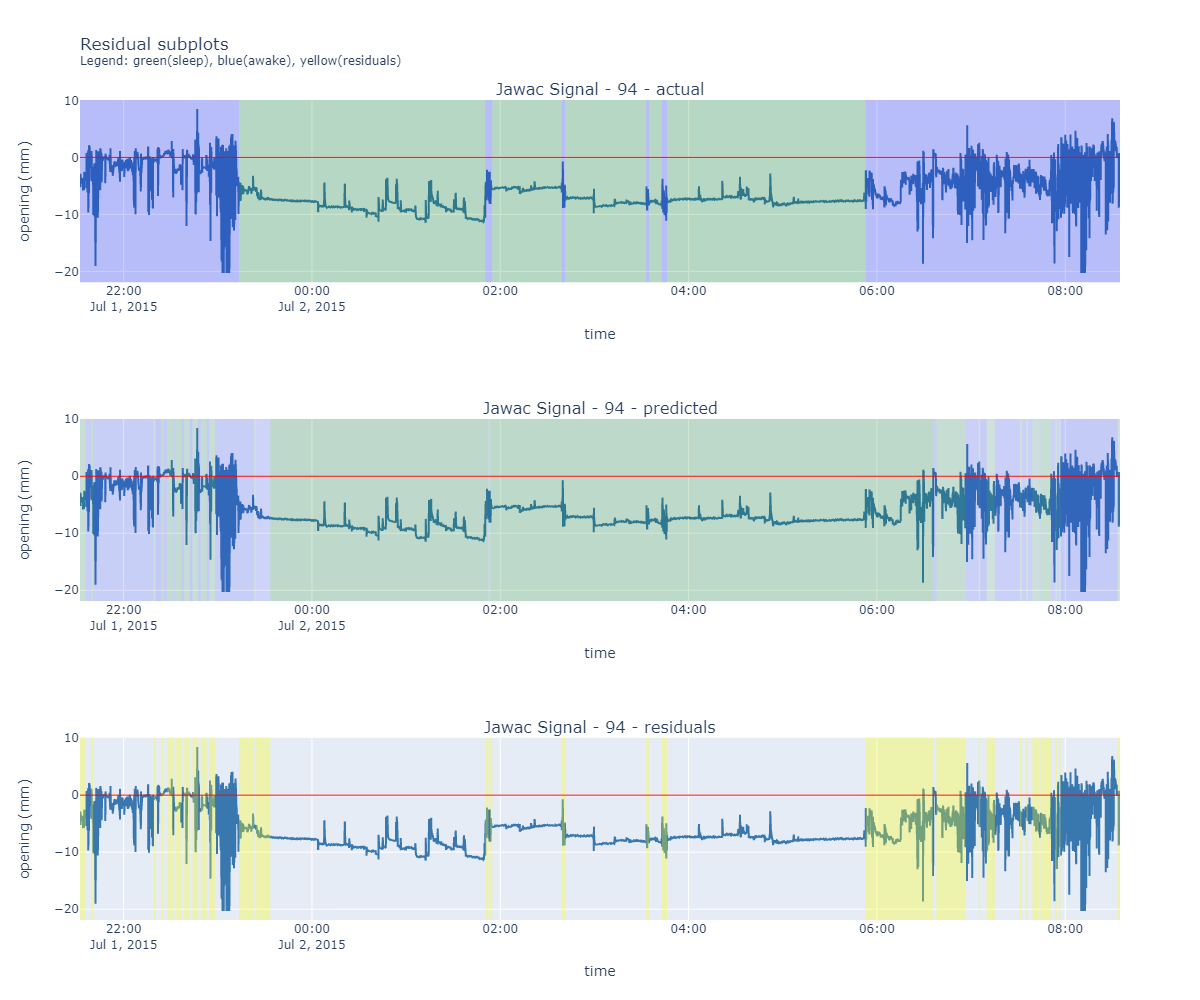 Residual subplots
Legend: green(sleep), blue(awake), yellow(residuals)
Jawac Signal - 94 - actual
10
0
−10
−20
opening (mm)
22:00
Jul 1, 2015
00:00
Jul 2, 2015
02:00
04:00
06:00
08:00
time
Jawac Signal - 94 - predicted
10
0
−10
−20
opening (mm)
22:00
Jul 1, 2015
00:00
Jul 2, 2015
02:00
04:00
06:00
08:00
time
Jawac Signal - 94 - residuals
10
0
−10
−20
opening (mm)
22:00
Jul 1, 2015
00:00
Jul 2, 2015
02:00
04:00
06:00
08:00
time